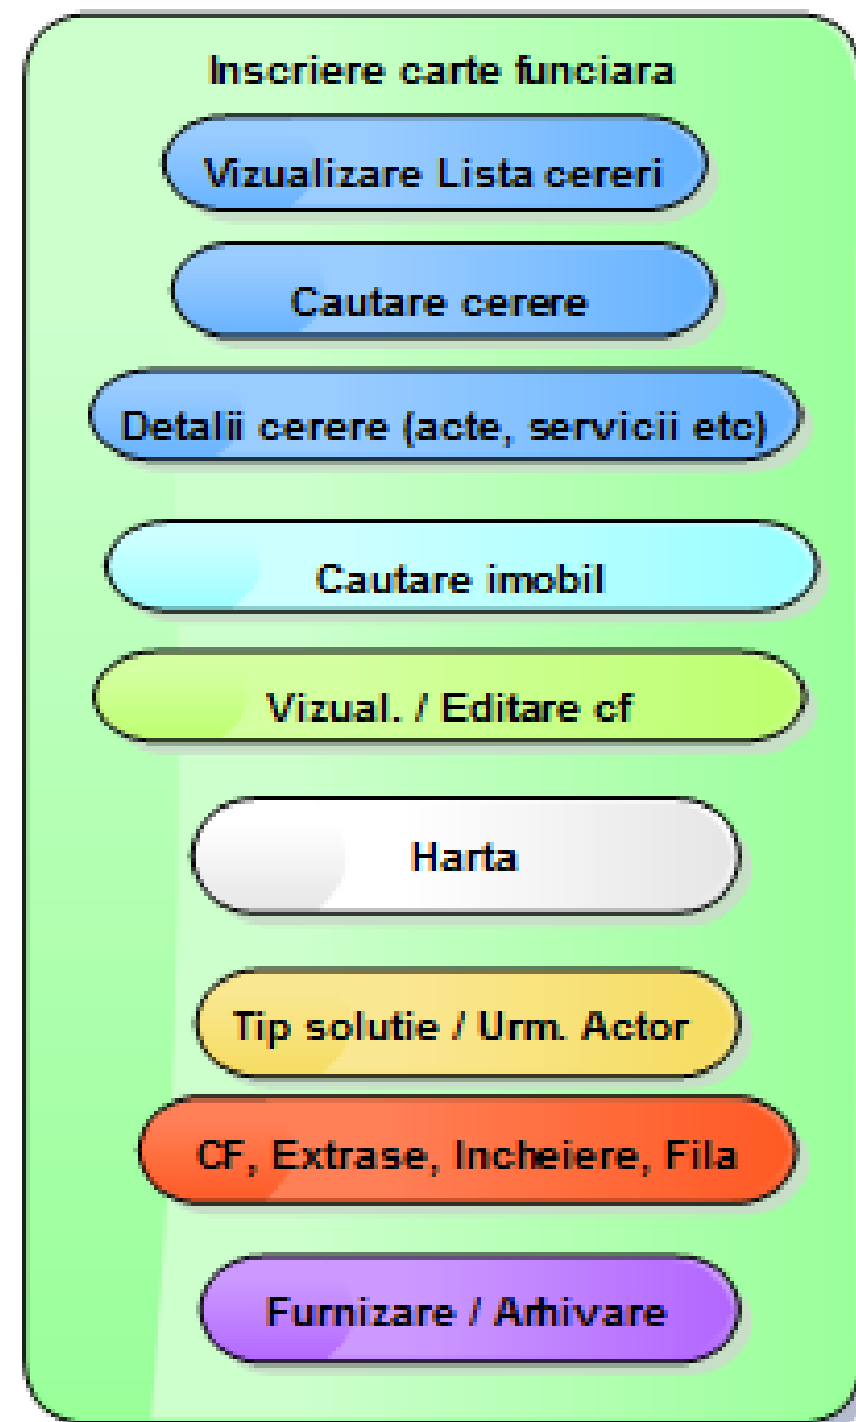 Inscriere carte funciara
Vizualizare Lista cereri
Cautare cerere
Detalii cerere (acte, servicii etc)
Cautare imobil
Vizual. / Editare cf
Harta
Tip solutie / Urm. Actor
CF, Extrase, Incheiere, Fila
Furnizare / Arhivare